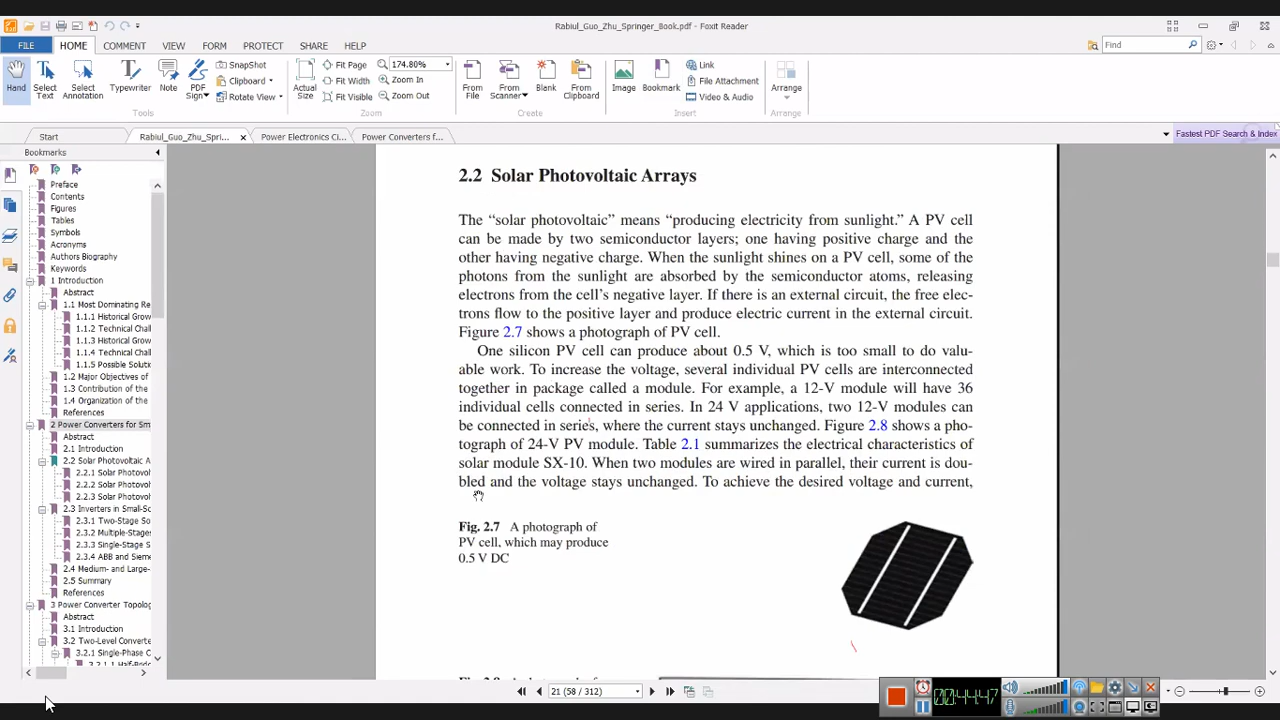 Rabiul_Guo_Zhu_Springer_Book.pdf - Foxit Reader
FILE HOME COMMENT VIEW FORM PROTECT SHARE HELP
Find
Hand
Select Text
Select Annotation
SnapShot
Clipboard
Rotate View
Tools
Typewriter
Note
PDF Sign
Actual Size
Fit Page
Fit Width
Fit Visible
174.80%
Zoom In
Zoom Out
Zoom
From File
From Scanner
Blank
From Clipboard
Create
Image
Bookmark
Link
File Attachment
Video & Audio
Insert
Arrange
Arrange
Start
Rabiul_Guo_Zhu_Spri...
Power Electronics Ci...
Power Converters f...
Fastest PDF Search & Index
Bookmarks
Preface
Contents
Figures
Tables
Symbols
Acronyms
Authors Biography
Keywords
1 Introduction
Abstract
1.1 Most Dominating Re
1.1.1 Historical Grow
1.1.2 Technical Chall
1.1.3 Historical Grow
1.1.4 Technical Chall
1.1.5 Possible Solutio
1.2 Major Objectives of
1.3 Contribution of the
1.4 Organization of the
References
2 Power Converters for Sm
Abstract
2.1 Introduction
2.2 Solar Photovoltaic A
2.2.1 Solar Photovol
2.2.2 Solar Photovol
2.2.3 Solar Photovol
2.3 Inverters in Small-Sc
2.3.1 Two-Stage So
2.3.2 Multiple-Stages
2.3.3 Single-Stage S
2.3.4 ABB and Sieme
2.4 Medium- and Large-
2.5 Summary
References
3 Power Converter Topolog
Abstract
3.1 Introduction
3.2 Two-Level Converte
3.2.1 Single-Phase C
2.2 Solar Photovoltaic Arrays
The “solar photovoltaic” means “producing electricity from sunlight.” A PV cell
can be made by two semiconductor layers; one having positive charge and the
other having negative charge. When the sunlight shines on a PV cell, some of the
photons from the sunlight are absorbed by the semiconductor atoms, releasing
electrons from the cell’s negative layer. If there is an external circuit, the free elec-
trons flow to the positive layer and produce electric current in the external circuit.
Figure 2.7 shows a photograph of PV cell.
One silicon PV cell can produce about 0.5 V, which is too small to do valu-
able work. To increase the voltage, several individual PV cells are interconnected
together in package called a module. For example, a 12-V module will have 36
individual cells connected in series. In 24 V applications, two 12-V modules can
be connected in series, where the current stays unchanged. Figure 2.8 shows a pho-
tograph of 24-V PV module. Table 2.1 summarizes the electrical characteristics of
solar module SX-10. When two modules are wired in parallel, their current is dou-
bled and the voltage stays unchanged. To achieve the desired voltage and current,
Fig. 2.7 A photograph of
PV cell, which may produce
0.5 V DC
21 (58 / 312)
00:44:47